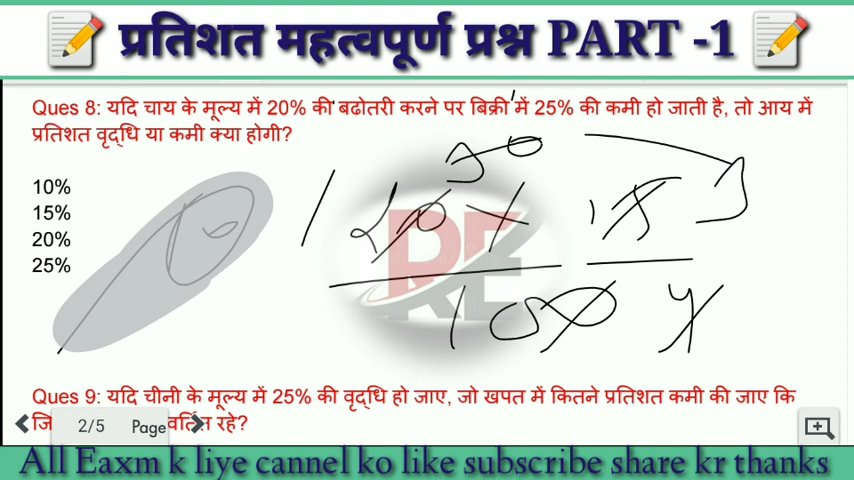 प्रतिशत महत्वपूर्ण प्रश्न PART -1
Ques 8: यदि चाय के मूल्य में 20% की बढोतरी करने पर बिक्री में 25% की कमी हो जाती है, तो आय में
प्रतिशत वृद्धि या कमी क्या होगी?
10%
15%
20%
25%
Ques 9: यदि चीनी के मूल्य में 25% की वृद्धि हो जाए, जो खपत में कितने प्रतिशत कमी की जाए कि
2/5 Page
रहे?
All Eaxm k liye cannel ko like subscribe share kr thanks